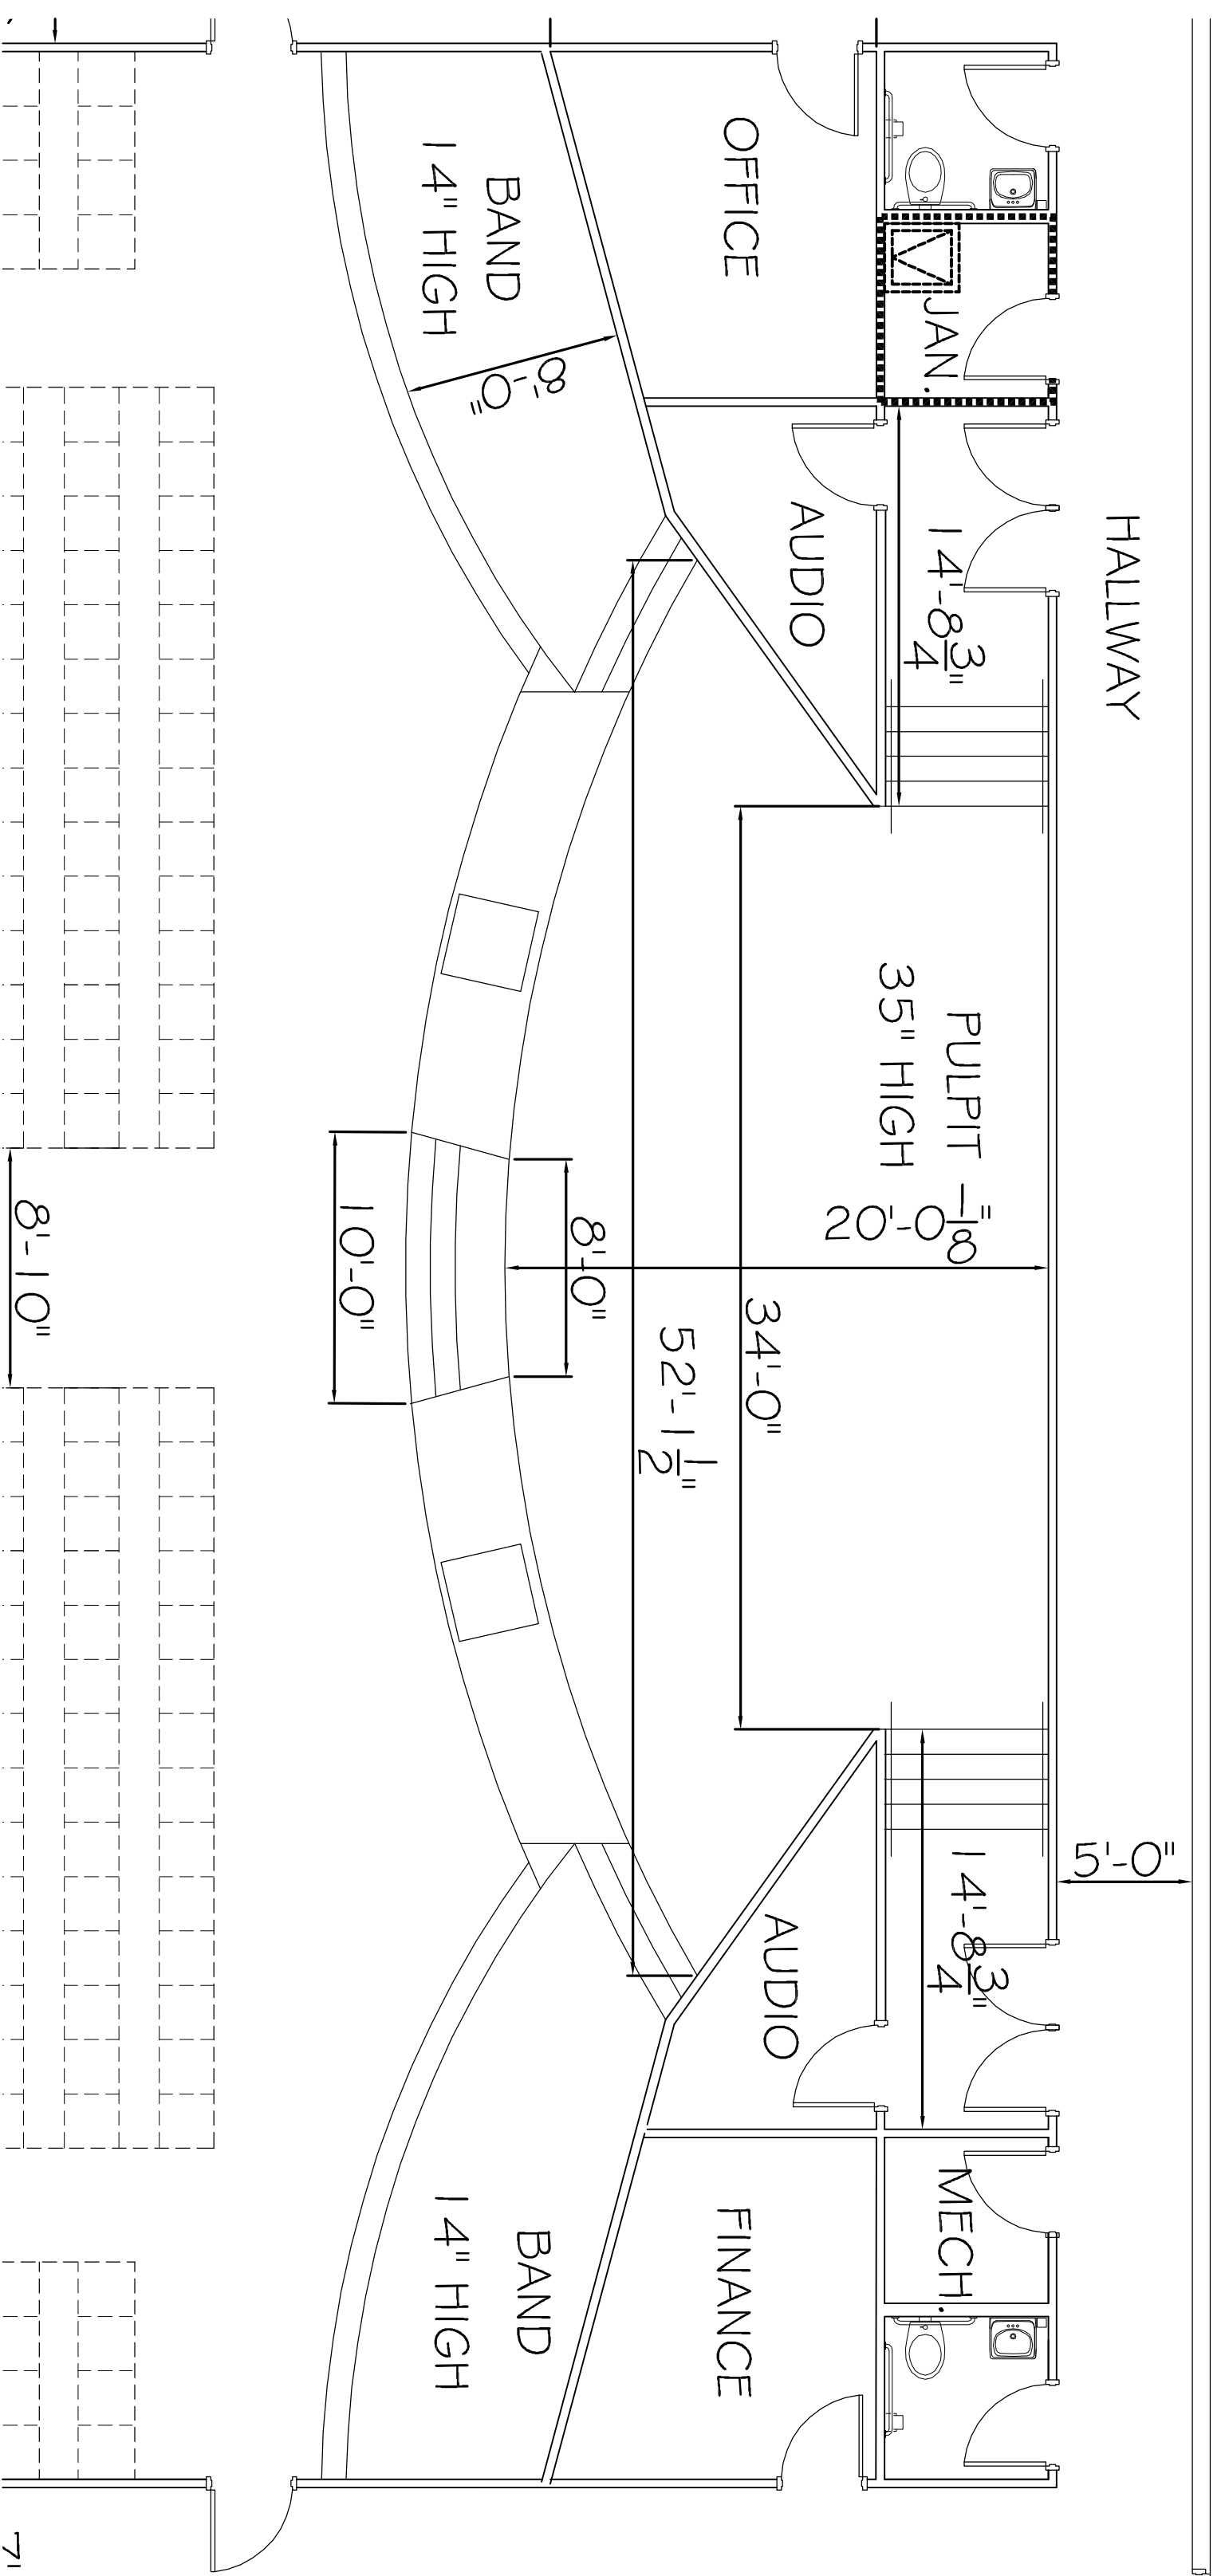 HALLWAY
5'-0"
JAN.
14'-8 3/4"
PULPIT
35" HIGH
20'-0 1/8"
14'-8 3/4"
MECH.
OFFICE
AUDIO
34'-0"
AUDIO
FINANCE
52'-1 1/2"
BAND
14" HIGH
8'-0"
8'-0"
10'-0"
BAND
14" HIGH
8'-10"
7'